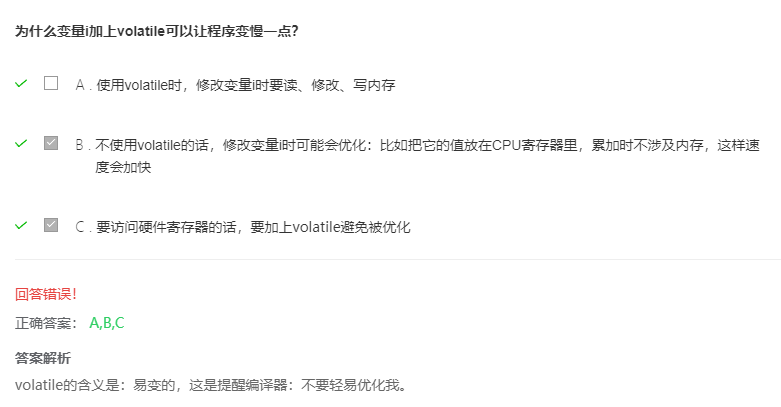 为什么变量i加上volatile可以让程序变慢一点？
A . 使用volatile时，修改变量i时要读、修改、写内存
B . 不使用volatile的话，修改变量i时可能会优化：比如把它的值放在CPU寄存器里，累加时不涉及内存，这样速
度会加快
C . 要访问硬件寄存器的话，要加上volatile避免被优化
回答错误！
正确答案： A,B,C
答案解析
volatile的含义是：易变的，这是提醒编译器：不要轻易优化我。